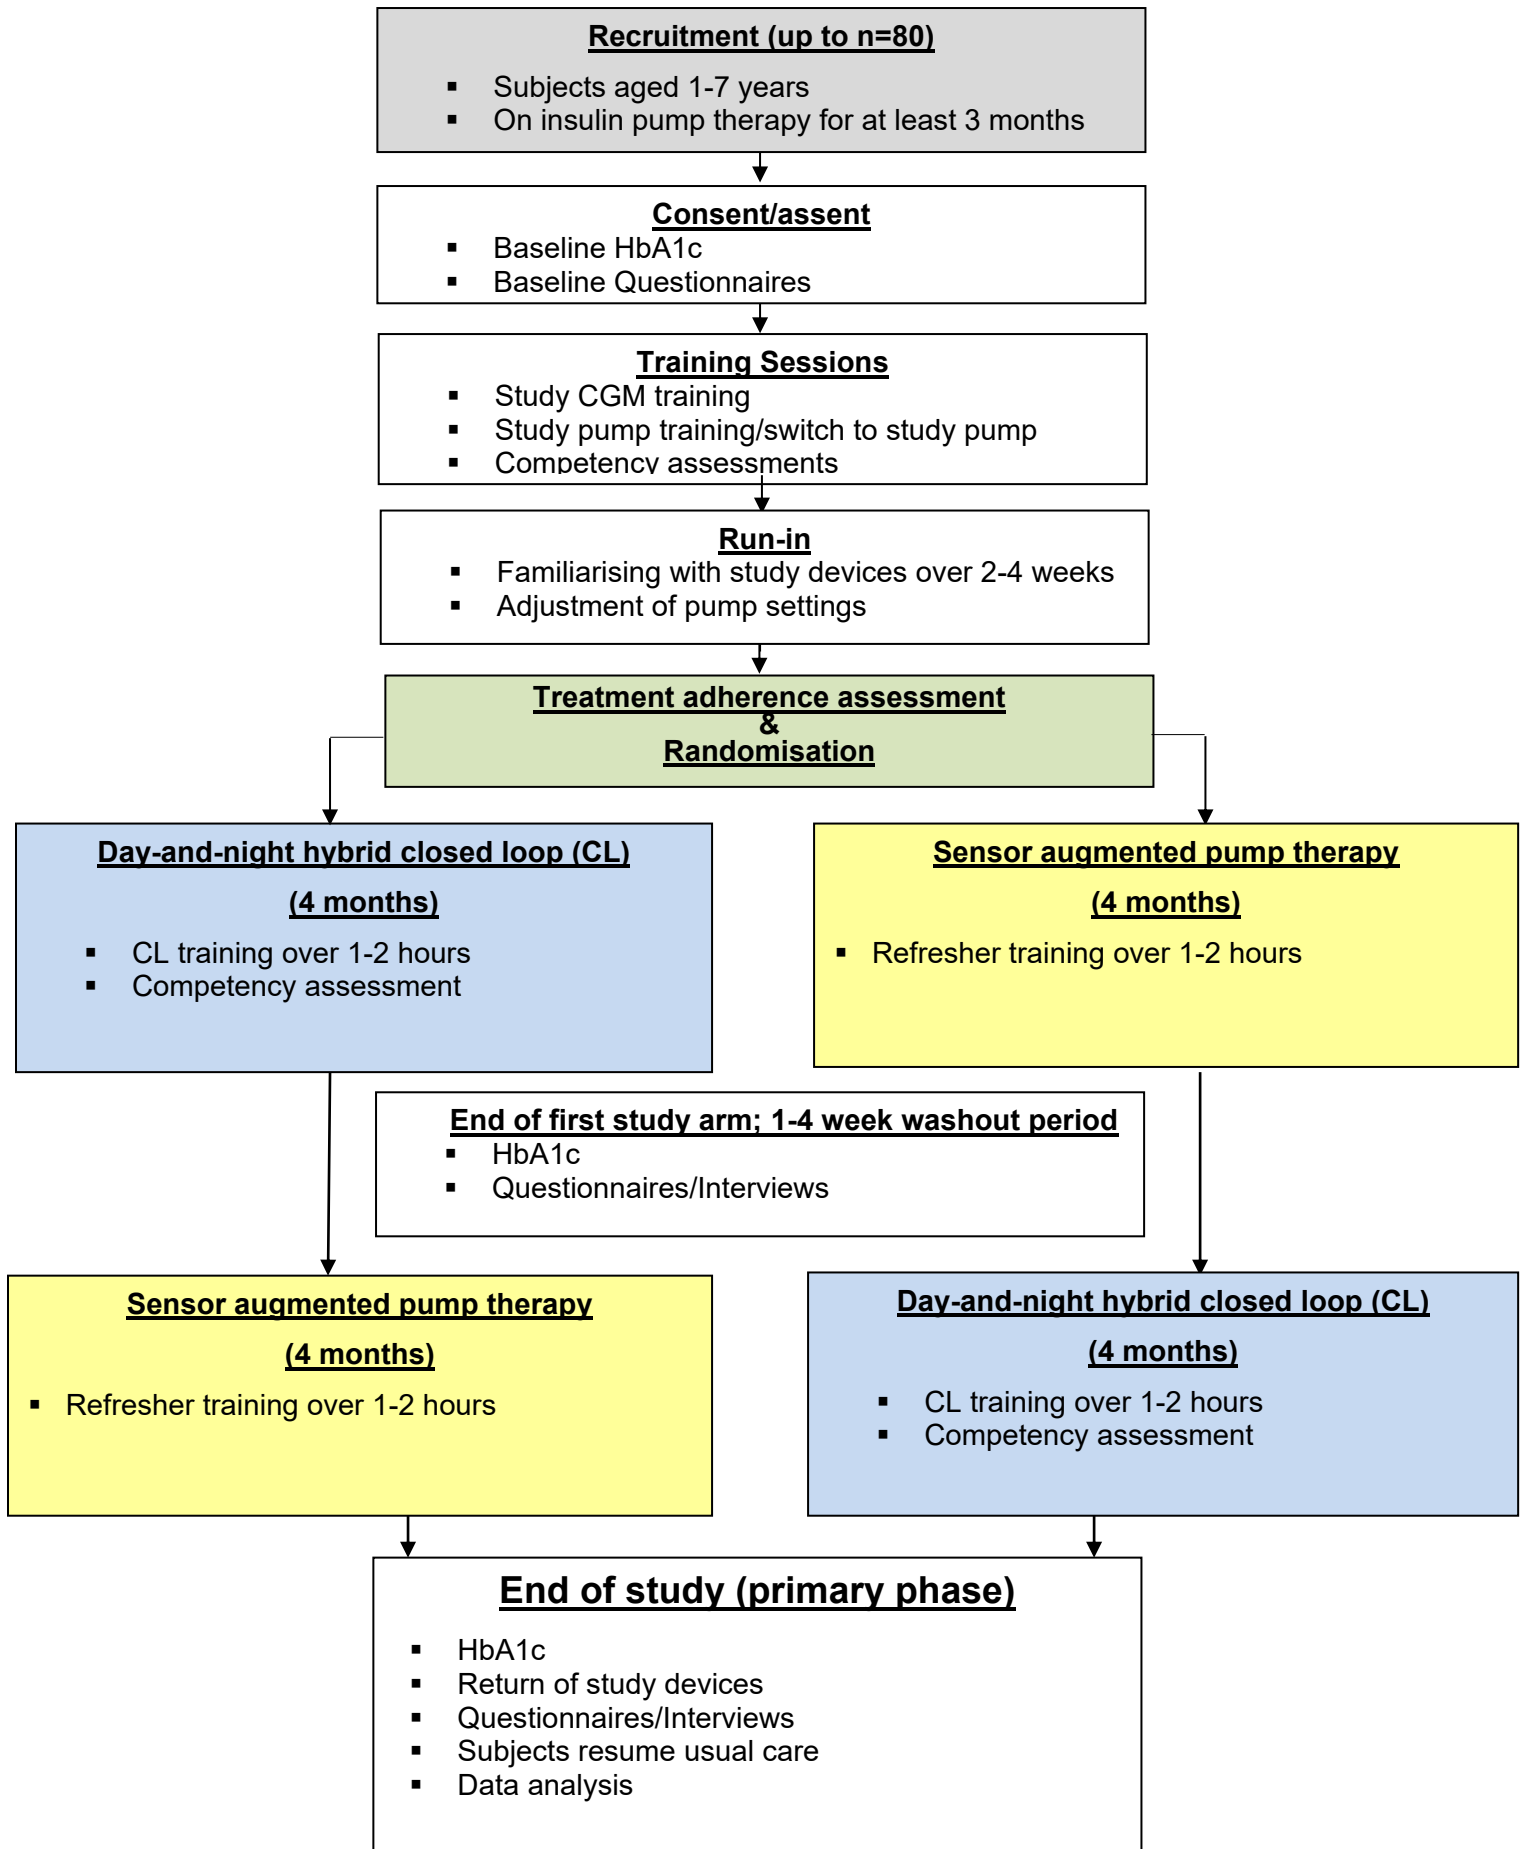 Recruitment (up to n=80)
▪ Subjects aged 1-7 years
▪ On insulin pump therapy for at least 3 months
Consent/assent
▪ Baseline HbA1c
▪ Baseline Questionnaires
Training Sessions
▪ Study CGM training
▪ Study pump training/switch to study pump
▪ Competency assessments
Run-in
▪ Familiarising with study devices over 2-4 weeks
▪ Adjustment of pump settings
Treatment adherence assessment
&
Randomisation
Day-and-night hybrid closed loop (CL)
(4 months)
▪ CL training over 1-2 hours
▪ Competency assessment
Sensor augmented pump therapy
(4 months)
▪ Refresher training over 1-2 hours
End of first study arm; 1-4 week washout period
▪ HbA1c
▪ Questionnaires/Interviews
Sensor augmented pump therapy
(4 months)
▪ Refresher training over 1-2 hours
Day-and-night hybrid closed loop (CL)
(4 months)
▪ CL training over 1-2 hours
▪ Competency assessment
End of study (primary phase)
▪ HbA1c
▪ Return of study devices
▪ Questionnaires/Interviews
▪ Subjects resume usual care
▪ Data analysis